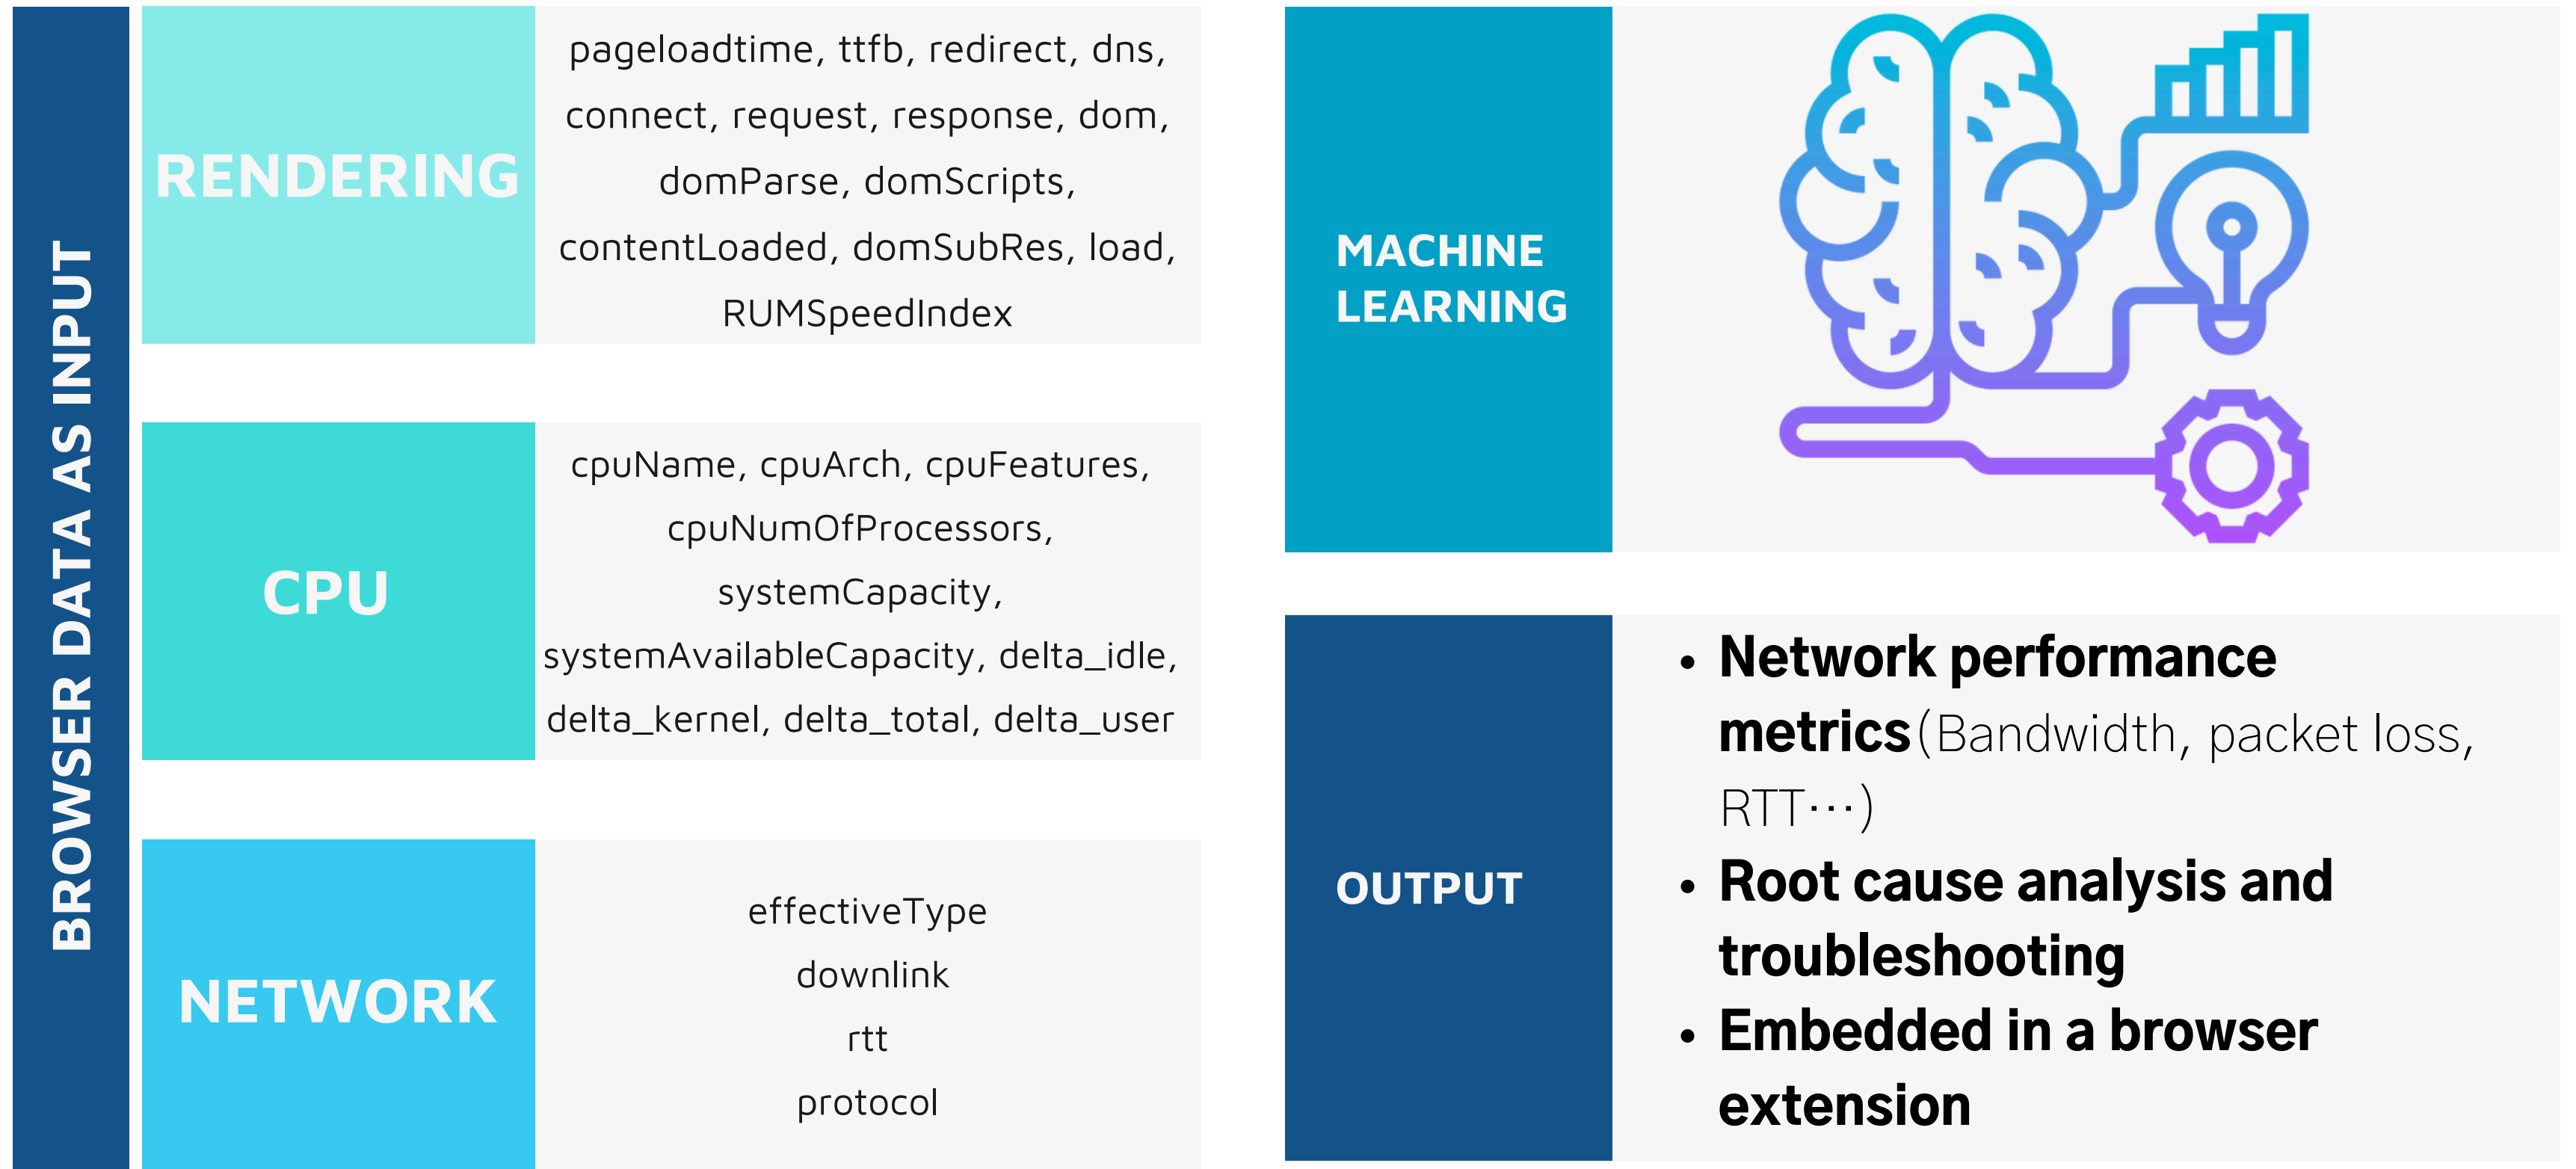 BROWSER DATA AS INPUT
RENDERING
pageloadtime, ttfb, redirect, dns,
connect, request, response, dom,
domParse, domScripts,
contentLoaded, domSubRes, load,
RUMSpeedIndex
CPU
cpuName, cpuArch, cpuFeatures,
cpuNumOfProcessors,
systemCapacity,
systemAvailableCapacity, delta_idle,
delta_kernel, delta_total, delta_user
NETWORK
effectiveType
downlink
rtt
protocol
MACHINE
LEARNING
OUTPUT
• Network performance
metrics(Bandwidth, packet loss,
RTT⋯)
• Root cause analysis and
troubleshooting
• Embedded in a browser
extension